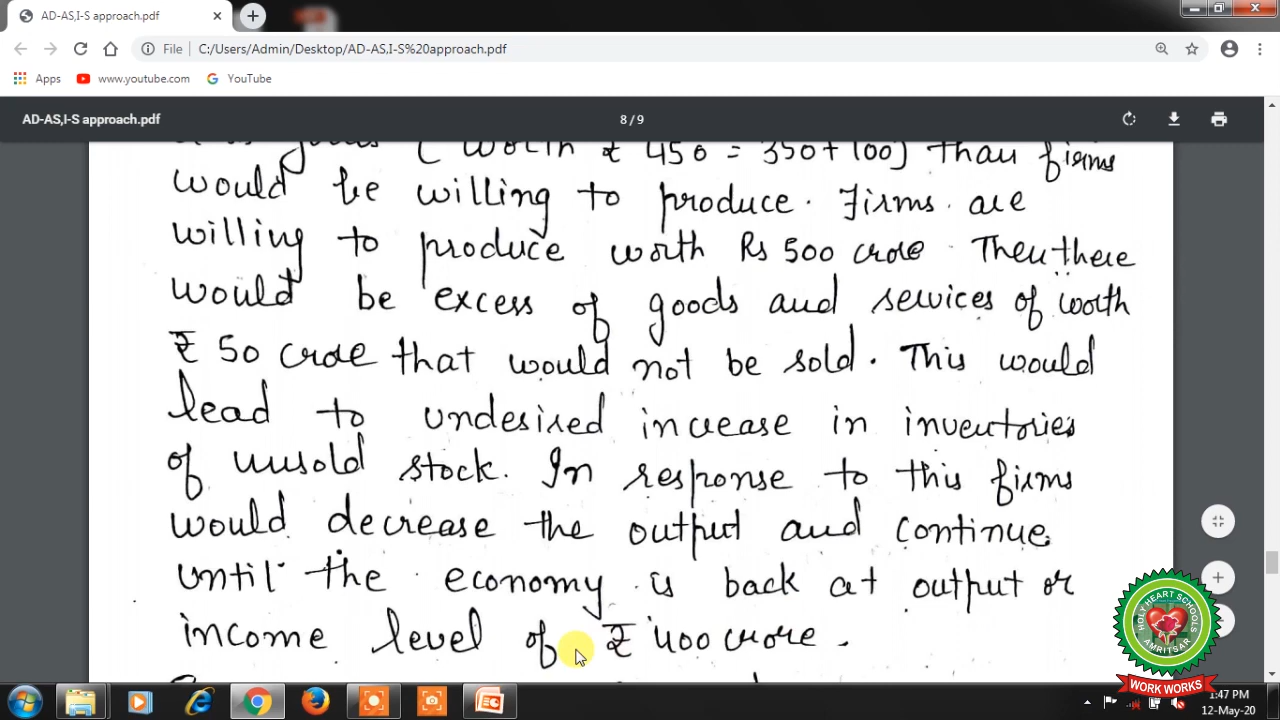 AD-AS,I-S approach.pdf
File
C:/Users/Admin/Desktop/AD-AS,I-S%20approach.pdf
Apps
www.youtube.com
YouTube
AD-AS,I-S approach.pdf
8/9
goods ( worth ₹ 450 = 350+100) than firms
would be willing to produce. Firms are
willing to produce worth Rs 500 crore Then there
would be excess of goods and services of worth
₹ 50 crore that would not be sold. This would
lead to undesired increase in inventories
of unsold stock. In response to this firms
would decrease the output and continue
until the economy is back at output or
income level of ₹ 400 crore.
HOLY HEART SCHOOLS
AMRITSAR
WORK WORKS
1:47 PM
12-May-20